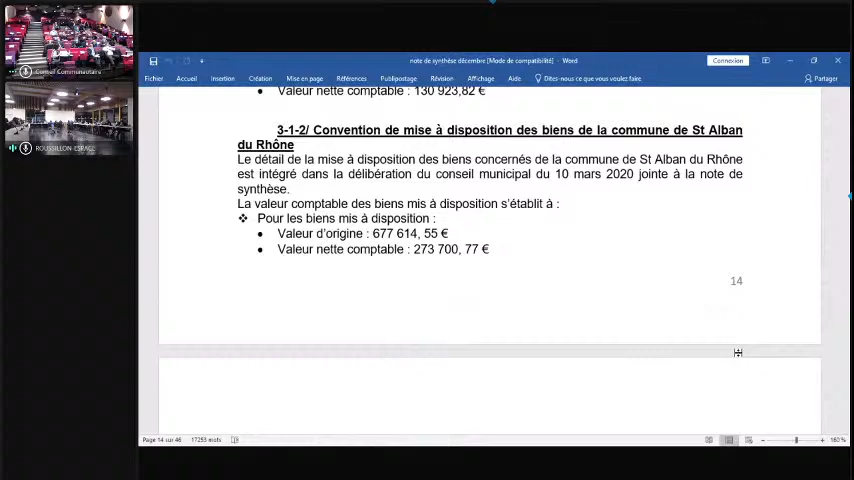 Conseil Communautaire
ROUSSILLON-ESPACE
note de synthèse décembre [Mode de compatibilité] - Word
Connexion
Fichier Accueil Insertion Création Mise en page Références Publipostage Révision Affichage Aide Dites-nous ce que vous voulez faire Partager
• Valeur nette comptable : 130 923,82 €
3-1-2/ Convention de mise à disposition des biens de la commune de St Alban
du Rhône
Le détail de la mise à disposition des biens concernés de la commune de St Alban du Rhône
est intégré dans la délibération du conseil municipal du 10 mars 2020 jointe à la note de
synthèse.
La valeur comptable des biens mis à disposition s'établit à :
❖ Pour les biens mis à disposition :
• Valeur d'origine : 677 614, 55 €
• Valeur nette comptable : 273 700, 77 €
14
Page 14 sur 46 17253 mots
160 %